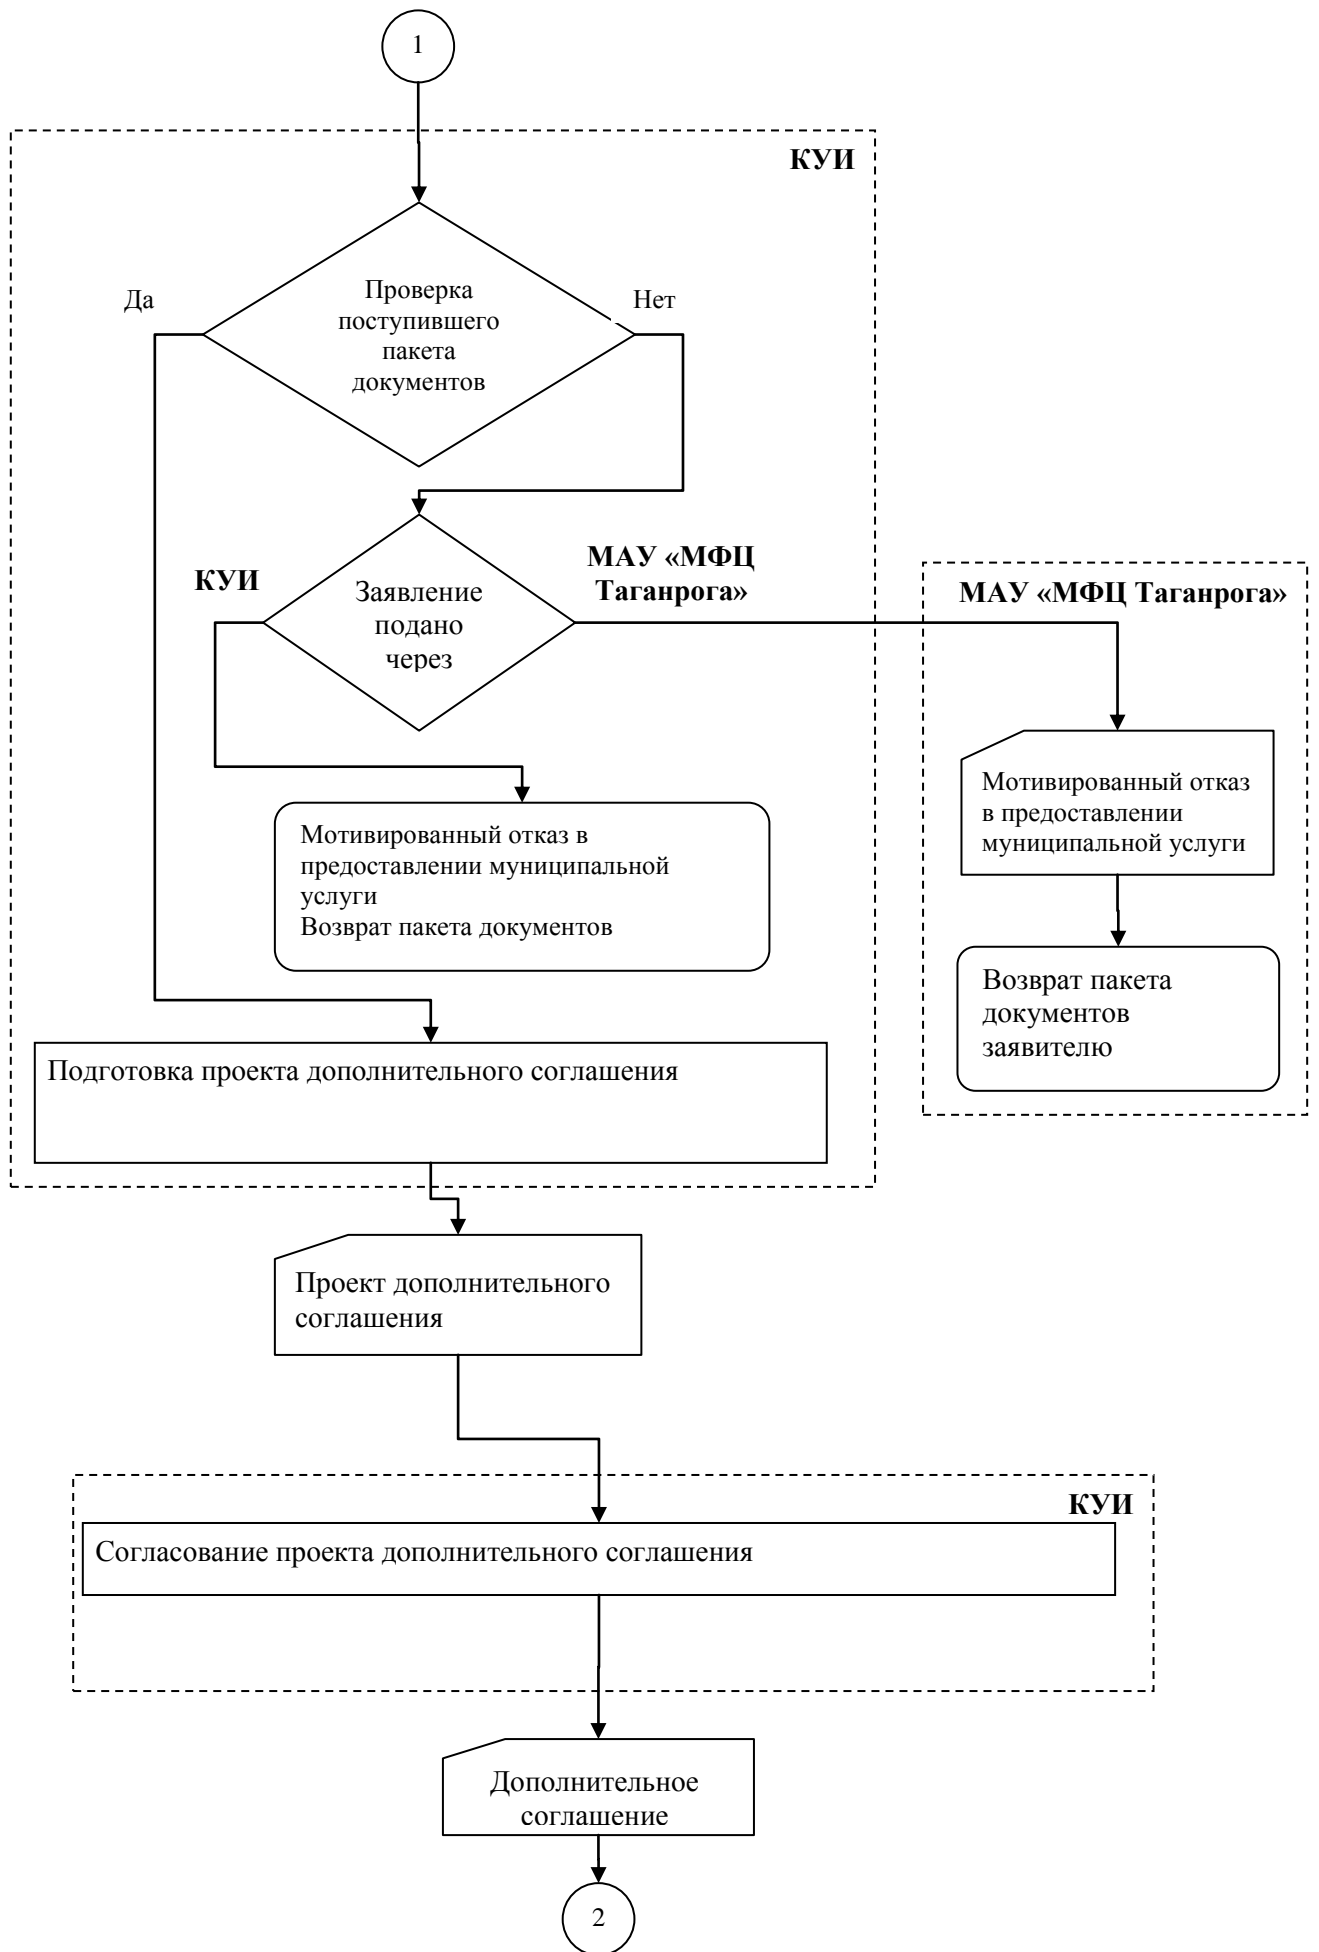 1
КУИ
Да
Нет
Проверка
поступившего
пакета
документов
КУИ
МАУ «МФЦ
Таганрога»
Заявление
подано
через
МАУ «МФЦ Таганрога»
Мотивированный отказ
в предоставлении
муниципальной услуги
Мотивированный отказ в
предоставлении муниципальной
услуги
Возврат пакета документов
Возврат пакета
документов
заявителю
Подготовка проекта дополнительного соглашения
Проект дополнительного
соглашения
КУИ
Согласование проекта дополнительного соглашения
Дополнительное
соглашение
2